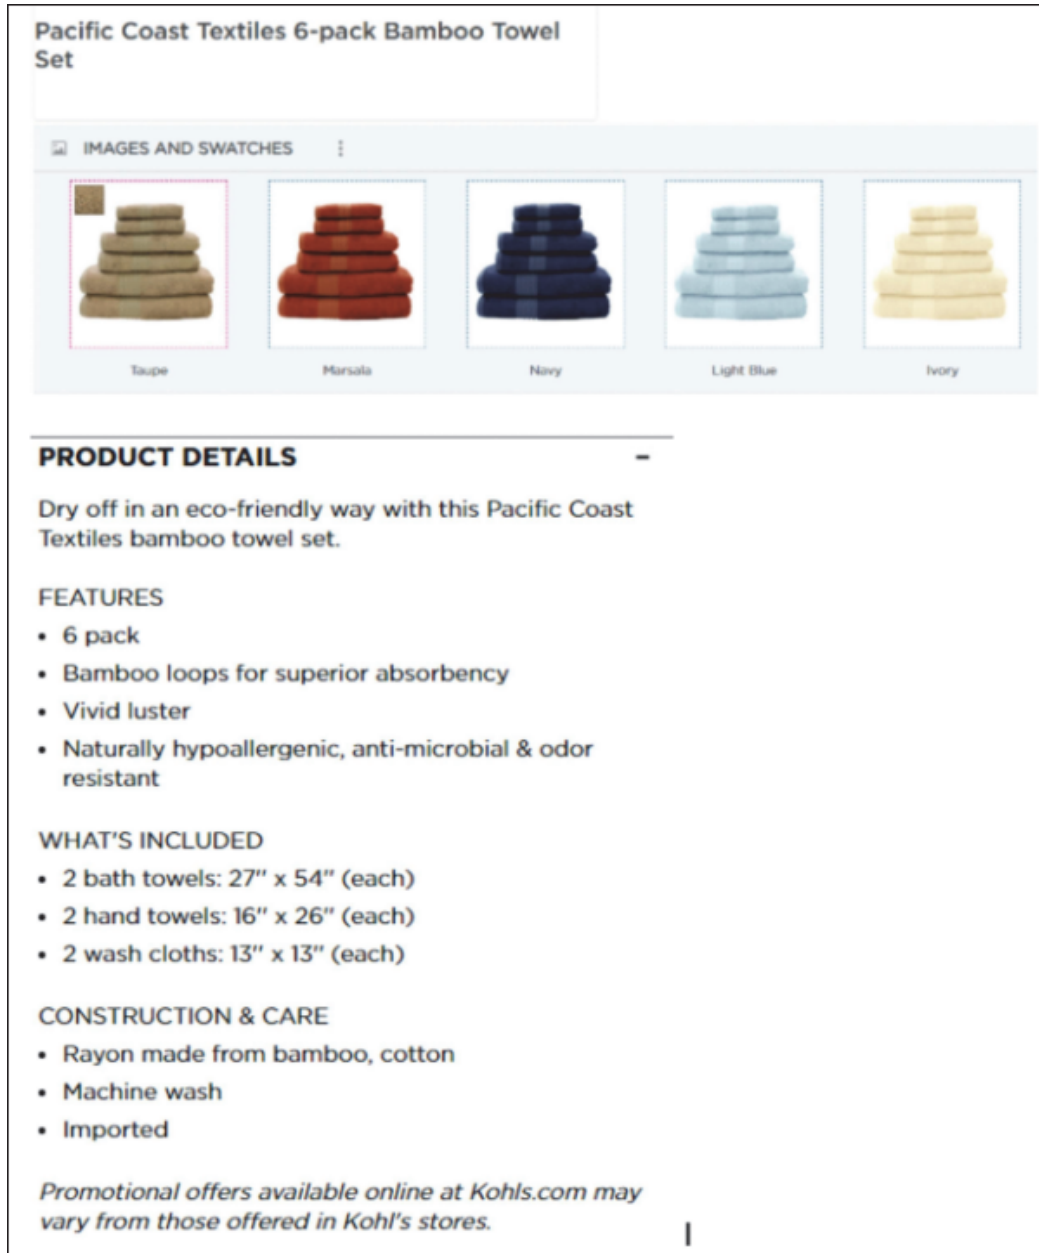 Pacific Coast Textiles 6-pack Bamboo Towel
Set
IMAGES AND SWATCHES
Taupe
Marsala
Navy
Light Blue
Ivory
PRODUCT DETAILS –
Dry off in an eco-friendly way with this Pacific Coast
Textiles bamboo towel set.
FEATURES
• 6 pack
• Bamboo loops for superior absorbency
• Vivid luster
• Naturally hypoallergenic, anti-microbial & odor
resistant
WHAT'S INCLUDED
• 2 bath towels: 27" x 54" (each)
• 2 hand towels: 16" x 26" (each)
• 2 wash cloths: 13" x 13" (each)
CONSTRUCTION & CARE
• Rayon made from bamboo, cotton
• Machine wash
• Imported
Promotional offers available online at Kohls.com may
vary from those offered in Kohl's stores.